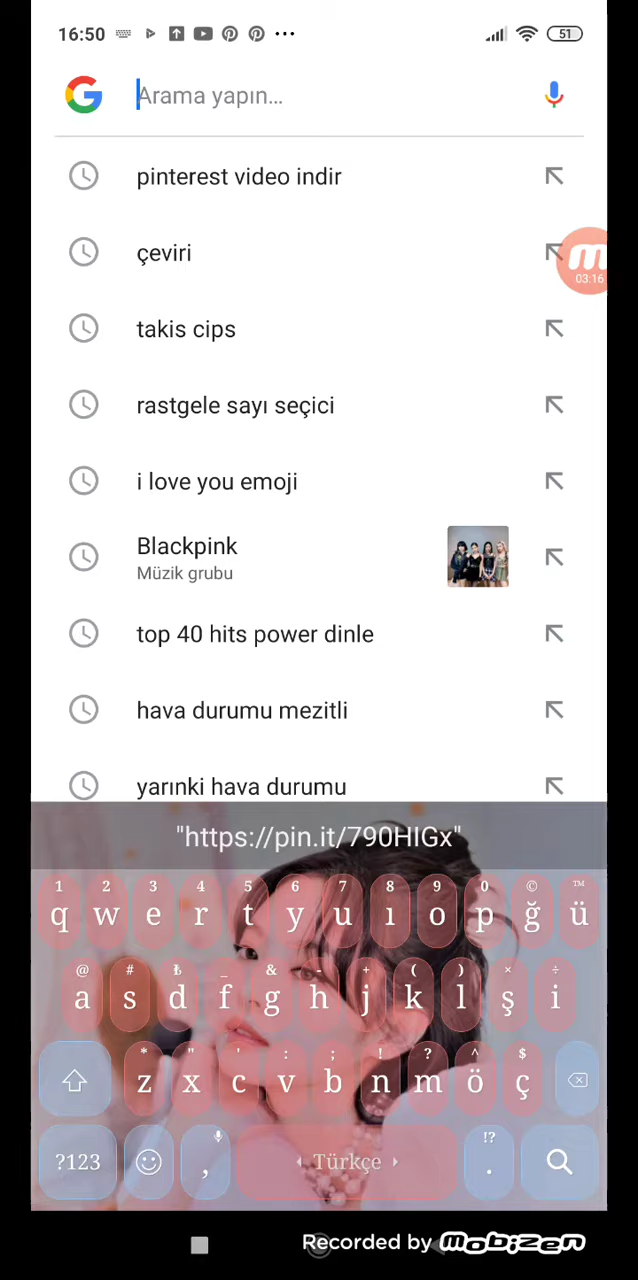 16:50
51
Arama yapın...
pinterest video indir
çeviri
03:16
takis cips
rastgele sayı seçici
i love you emoji
Blackpink
Müzik grubu
top 40 hits power dinle
hava durumu mezitli
yarınki hava durumu
"https://pin.it/790HIGx"
1 2 3 4 5 6 7 8 9 0 © ™
q w e r t y u ı o p ğ ü
@ # ₺ _ & - + ( ) × ÷
a s d f g h j k l ş i
* " ' : ; ! ? ^ $
z x c v b n m ö ç
!?
?123 , Türkçe .
Recorded by mobizen